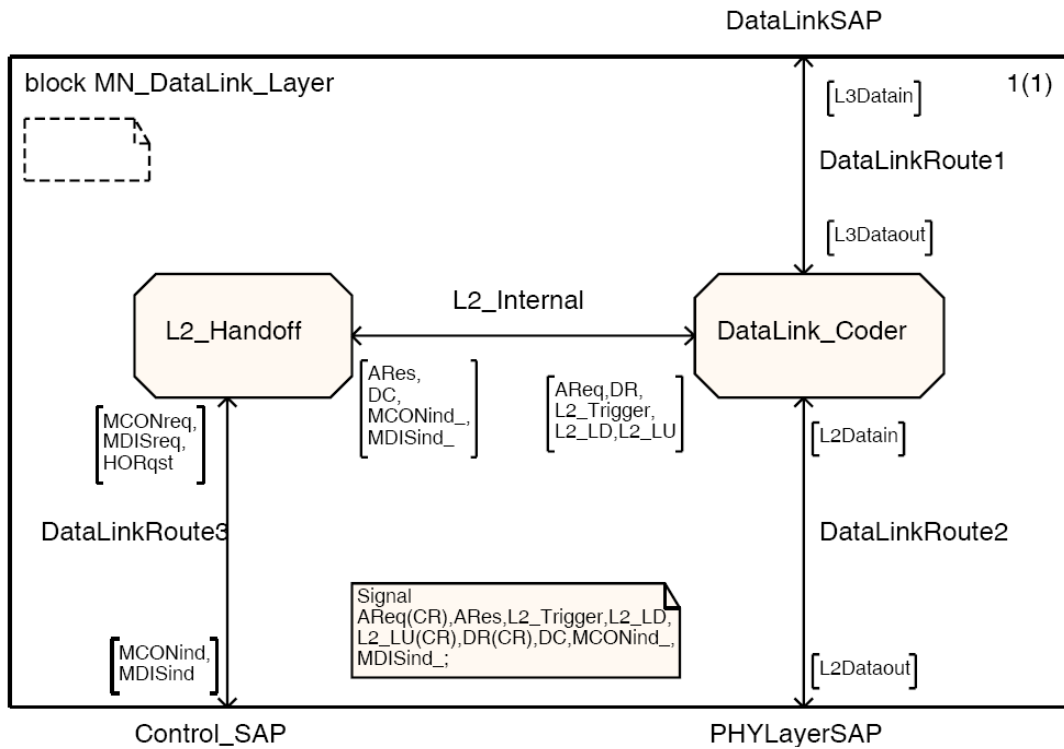 DataLinkSAP
block MN_DataLink_Layer
1(1)
[L3Datain]
DataLinkRoute1
[L3Dataout]
L2_Internal
L2_Handoff
DataLink_Coder
[ARes,
DC,
MCONind_,
MDISind_]
[AReq,DR,
L2_Trigger,
L2_LD,L2_LU]
[MCONreq,
MDISreq,
HORqst]
[L2Datain]
DataLinkRoute3
DataLinkRoute2
Signal
AReq(CR),ARes,L2_Trigger,L2_LD,
L2_LU(CR),DR(CR),DC,MCONind_,
MDISind_;
[MCONind,
MDISind]
[L2Dataout]
Control_SAP
PHYLayerSAP